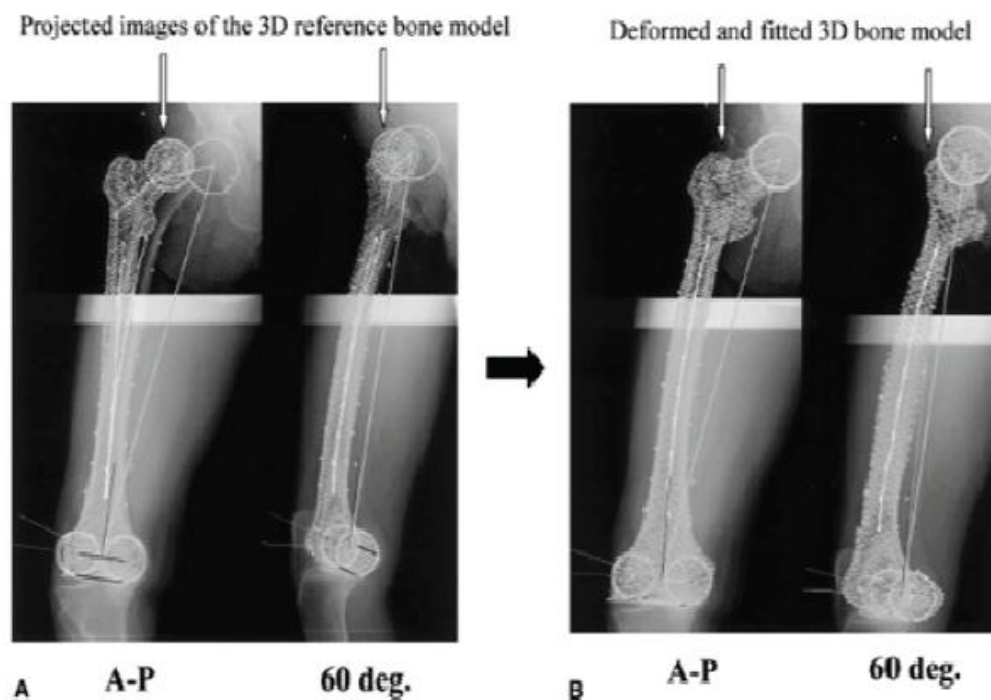 Projected images of the 3D reference bone model
Deformed and fitted 3D bone model
A
A-P
60 deg.
B
A-P
60 deg.